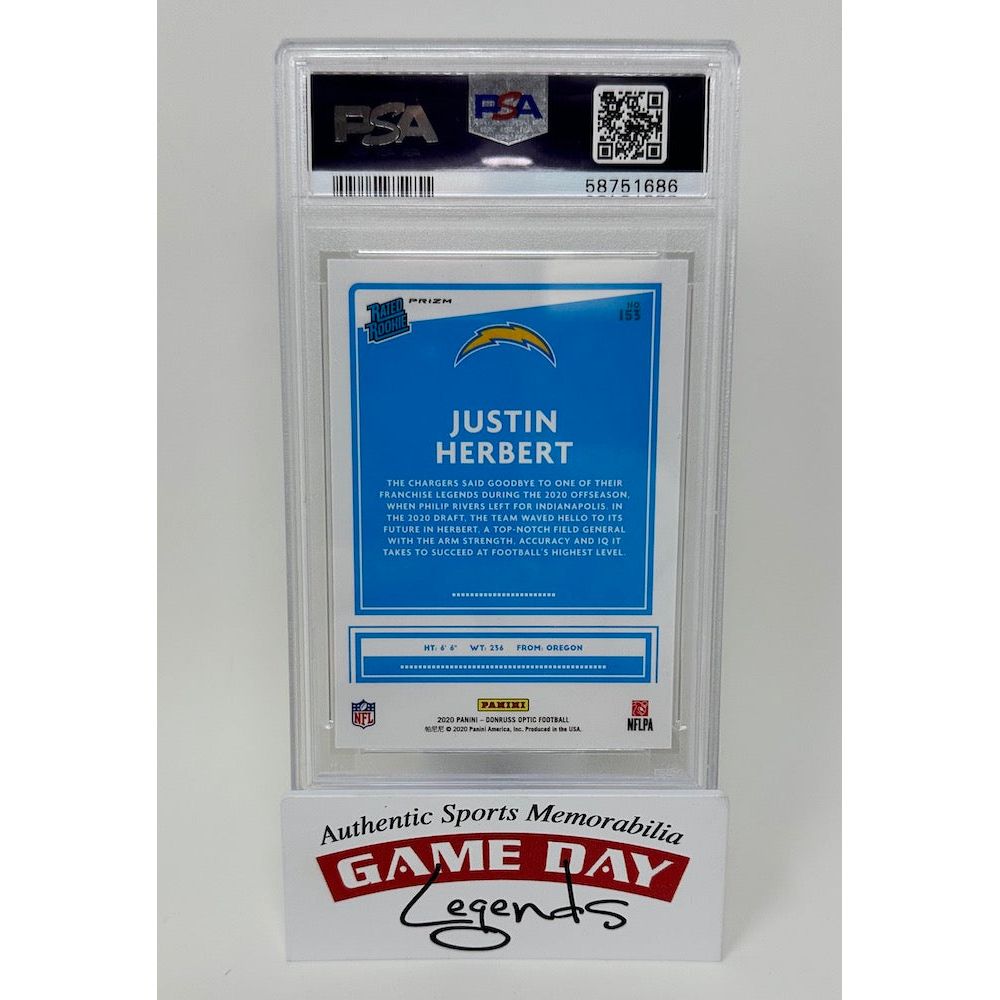 PSA
PSA
58751686
RATED
ROOKIE
PRIZM
NO.
153
JUSTIN
HERBERT
THE CHARGERS SAID GOODBYE TO ONE OF THEIR
FRANCHISE LEGENDS DURING THE 2020 OFFSEASON,
WHEN PHILIP RIVERS LEFT FOR INDIANAPOLIS. IN
THE 2020 DRAFT, THE TEAM WAVED HELLO TO ITS
FUTURE IN HERBERT, A TOP-NOTCH FIELD GENERAL
WITH THE ARM STRENGTH, ACCURACY AND IQ IT
TAKES TO SUCCEED AT FOOTBALL'S HIGHEST LEVEL.
HT: 6' 6" WT: 236 FROM: OREGON
NFL
PANINI
2020 PANINI – DONRUSS OPTIC FOOTBALL
帕尼尼 © 2020 Panini America, Inc. Produced in the USA.
NFLPA
Authentic Sports Memorabilia
GAME DAY
Legends